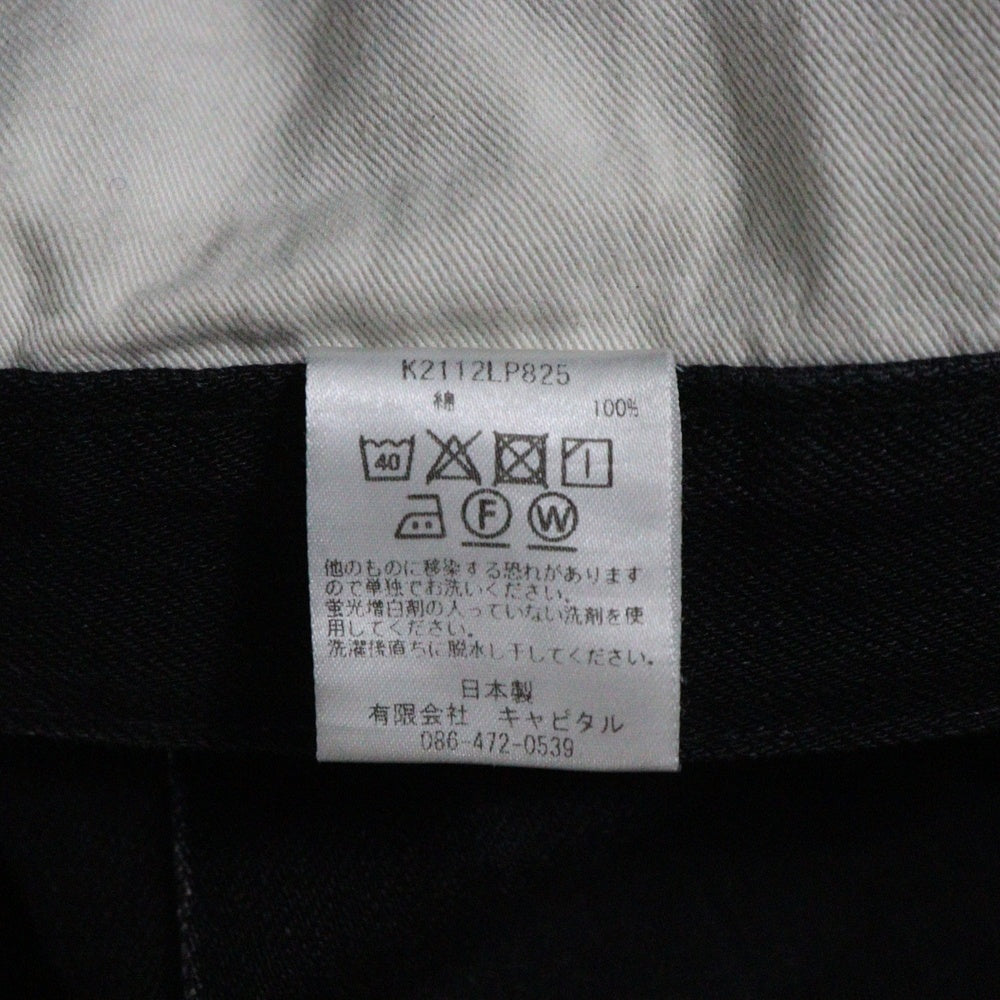 K2112LP825
綿 100%
40
F W
他のものに移染する恐れがあります
ので単独でお洗いください。
蛍光増白剤の入っていない洗剤を使
用してください。
洗濯後直ちに脱水し干してください。
日本製
有限会社 キャピタル
086-472-0539